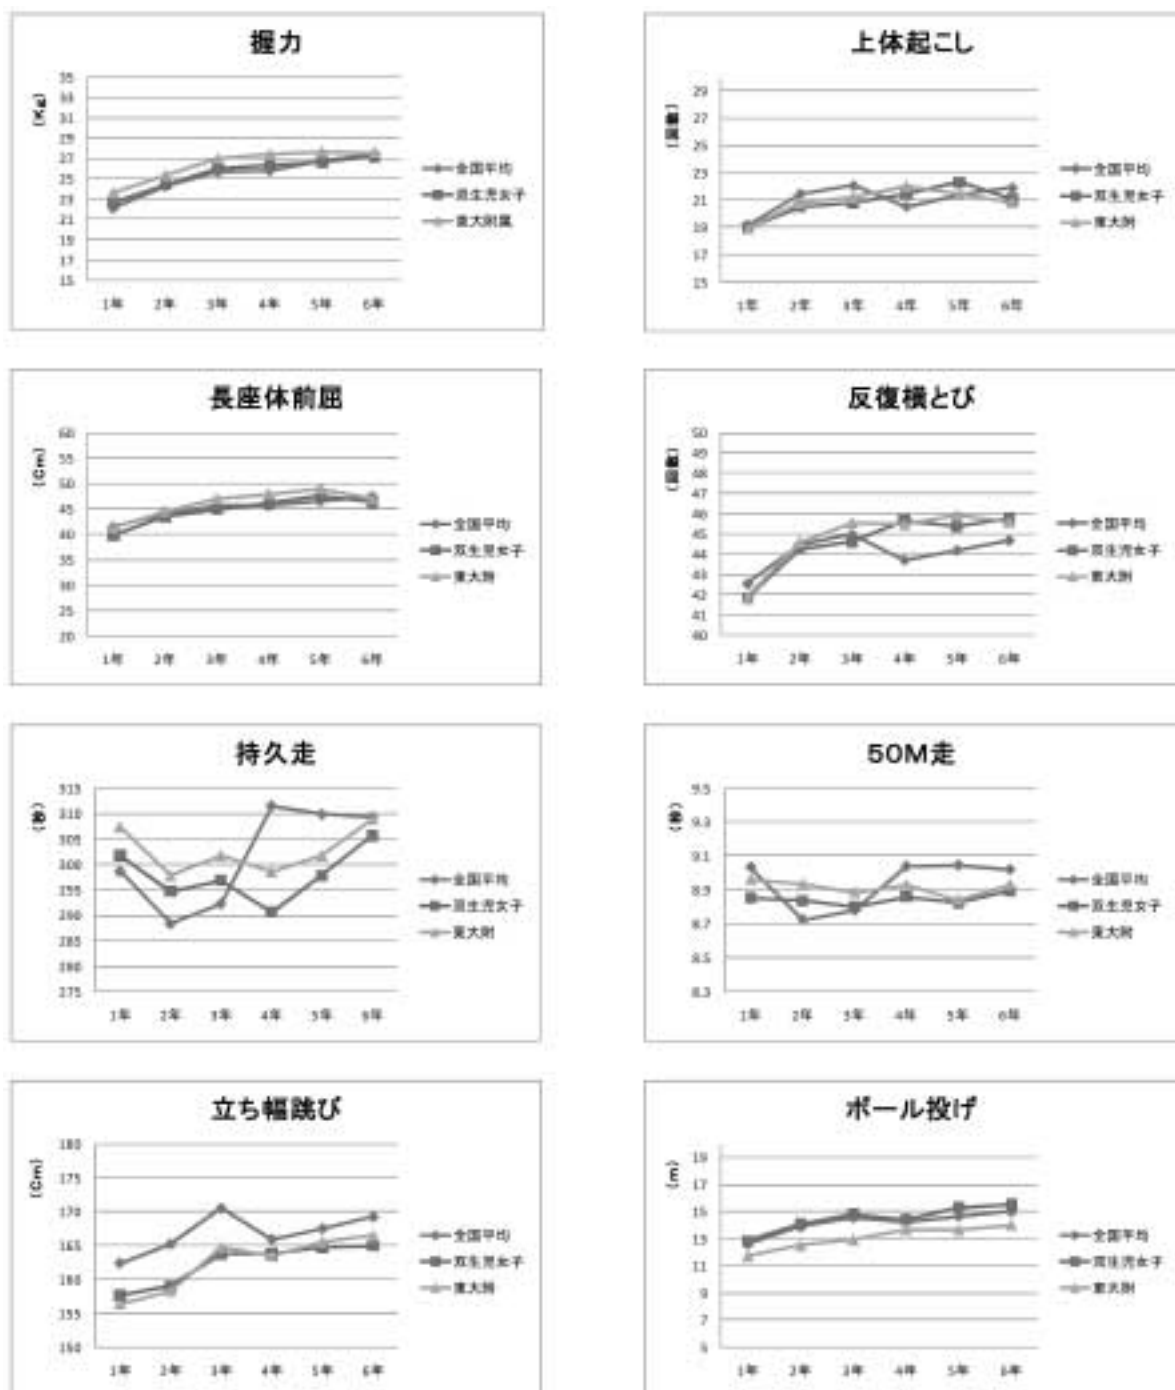 握力
(Kg)
35
33
31
29
27
25
23
21
19
17
15
1年 2年 3年 4年 5年 6年
全国平均
双生児女子
東大附属
上体起こし
(回数)
29
27
25
23
21
19
17
15
1年 2年 3年 4年 5年 6年
全国平均
双生児女子
東大附
長座体前屈
(Cm)
60
55
50
45
40
35
30
25
20
1年 2年 3年 4年 5年 6年
全国平均
双生児女子
東大附
反復横とび
(回数)
50
49
48
47
46
45
44
43
42
41
40
1年 2年 3年 4年 5年 6年
全国平均
双生児女子
東大附
持久走
(秒)
315
310
305
300
295
290
285
280
275
1年 2年 3年 4年 5年 6年
全国平均
双生児女子
東大附
50M走
(秒)
9.5
9.3
9.1
8.9
8.7
8.5
8.3
1年 2年 3年 4年 5年 6年
全国平均
双生児女子
東大附
立ち幅跳び
(Cm)
180
175
170
165
160
155
150
1年 2年 3年 4年 5年 6年
全国平均
双生児女子
東大附
ボール投げ
(m)
19
17
15
13
11
9
7
5
1年 2年 3年 4年 5年 6年
全国平均
双生児女子
東大附